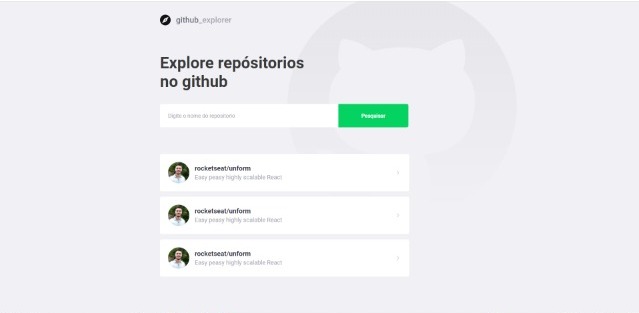 github_explorer
Explore repósitorios
no github
Digite o nome do repositório
Pesquisar
rocketseat/unform
Easy peasy highly scalable React
rocketseat/unform
Easy peasy highly scalable React
rocketseat/unform
Easy peasy highly scalable React